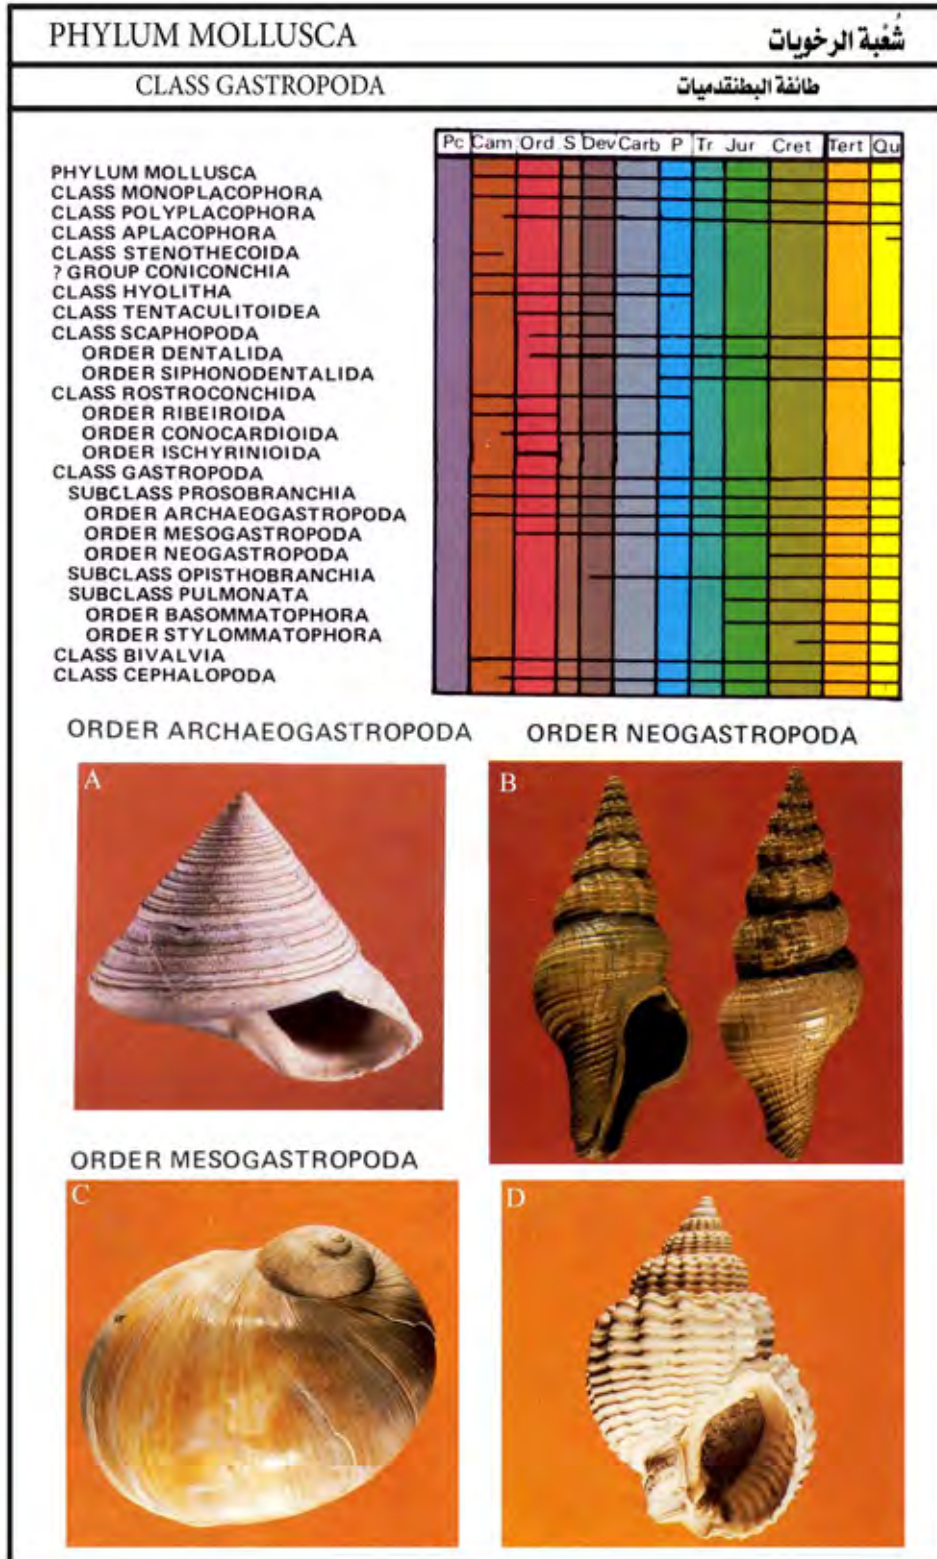 PHYLUM MOLLUSCA شُعْبة الرخويات
CLASS GASTROPODA طائفة البطنقدميات
Pc Cam Ord S Dev Carb P Tr Jur Cret Tert Qu
PHYLUM MOLLUSCA
CLASS MONOPLACOPHORA
CLASS POLYPLACOPHORA
CLASS APLACOPHORA
CLASS STENOTHECOIDA
? GROUP CONICONCHIA
CLASS HYOLITHA
CLASS TENTACULITOIDEA
CLASS SCAPHOPODA
ORDER DENTALIDA
ORDER SIPHONODENTALIDA
CLASS ROSTROCONCHIDA
ORDER RIBEIROIDA
ORDER CONOCARDIOIDA
ORDER ISCHYRINIOIDA
CLASS GASTROPODA
SUBCLASS PROSOBRANCHIA
ORDER ARCHAEOGASTROPODA
ORDER MESOGASTROPODA
ORDER NEOGASTROPODA
SUBCLASS OPISTHOBRANCHIA
SUBCLASS PULMONATA
ORDER BASOMMATOPHORA
ORDER STYLOMMATOPHORA
CLASS BIVALVIA
CLASS CEPHALOPODA
ORDER ARCHAEOGASTROPODA ORDER NEOGASTROPODA
A B
ORDER MESOGASTROPODA
C D